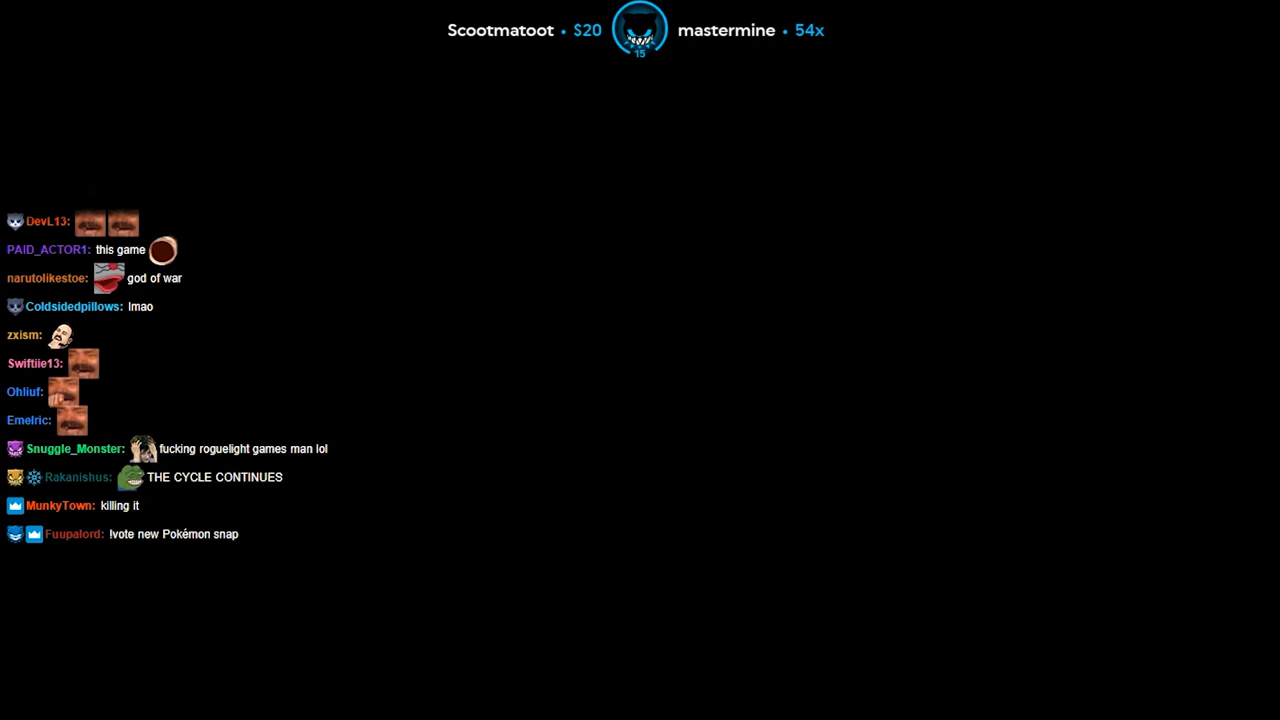 Scootmatoot • $20 mastermine • 54x
15
DevL13:
PAID_ACTOR1: this game
narutolikestoe: god of war
Coldsidedpillows: lmao
zxism:
Swiftiie13:
Ohliuf:
Emelric:
Snuggle_Monster: fucking roguelight games man lol
Rakanishus: THE CYCLE CONTINUES
MunkyTown: killing it
Fuupalord: !vote new Pokémon snap